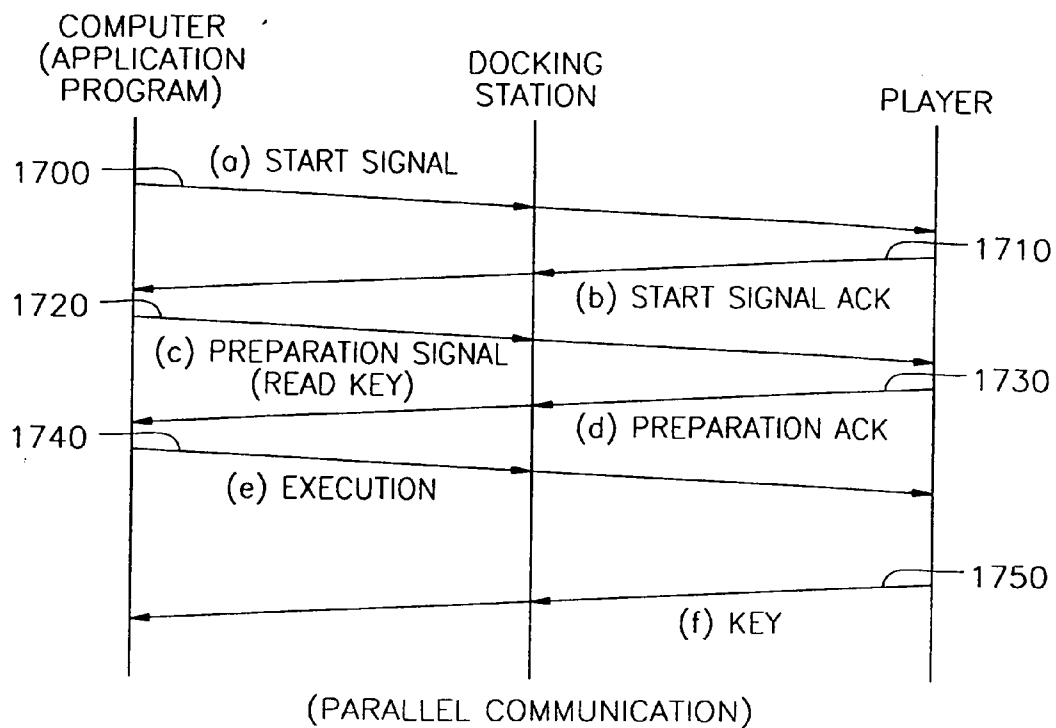 COMPUTER
(APPLICATION
PROGRAM)
DOCKING
STATION
PLAYER
1700
(a) START SIGNAL
1710
(b) START SIGNAL ACK
1720
(c) PREPARATION SIGNAL
(READ KEY)
1730
(d) PREPARATION ACK
1740
(e) EXECUTION
1750
(f) KEY
(PARALLEL COMMUNICATION)